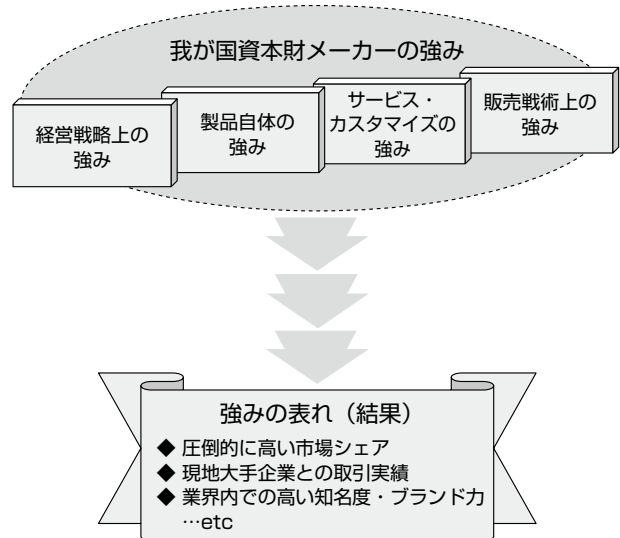 我が国資本財メーカーの強み
経営戦略上の
強み
製品自体の
強み
サービス・
カスタマイズの
強み
販売戦術上の
強み
強みの表れ（結果）
◆ 圧倒的に高い市場シェア
◆ 現地大手企業との取引実績
◆ 業界内での高い知名度・ブランド力
…etc